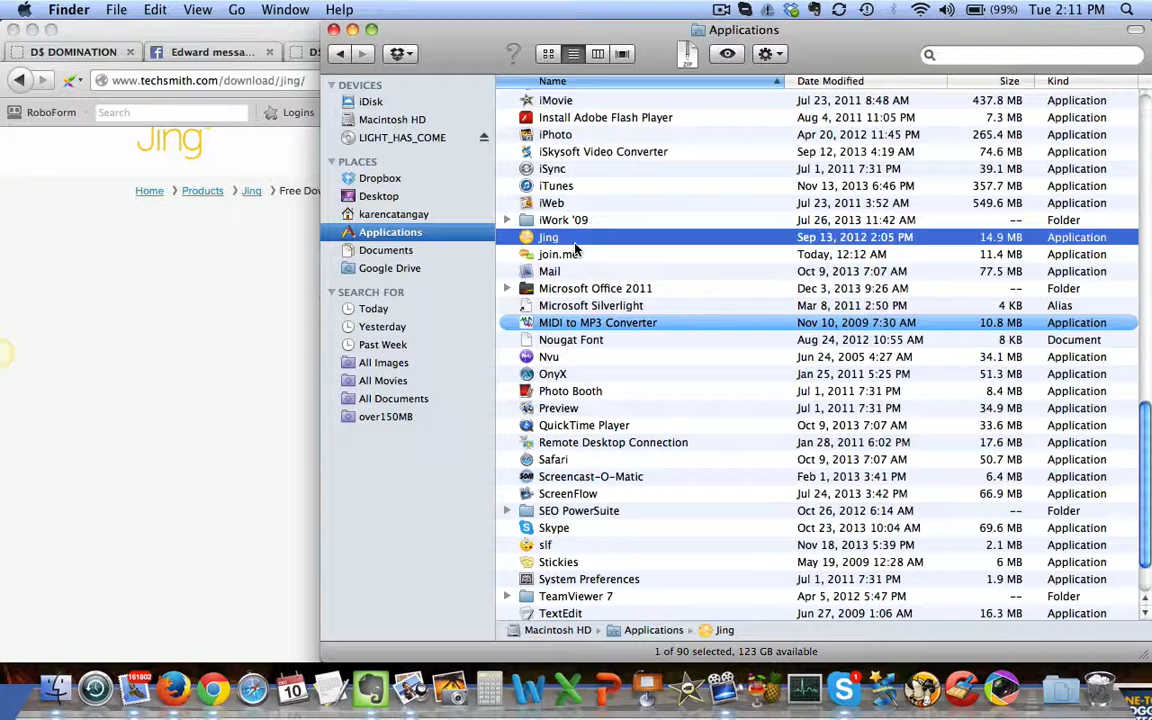 Finder File Edit View Go Window Help (99%) Tue 2:11 PM
D$ DOMINATION Edward messa...
www.techsmith.com/download/jing/
RoboForm Search Logins
Jing
Home Products Jing Free Dow
Applications
ZIP
DEVICES
iDisk
Macintosh HD
LIGHT_HAS_COME
PLACES
Dropbox
Desktop
karencatangay
Applications
Documents
Google Drive
SEARCH FOR
Today
Yesterday
Past Week
All Images
All Movies
All Documents
over150MB
Name Date Modified Size Kind
iMovie Jul 23, 2011 8:48 AM 437.8 MB Application
Install Adobe Flash Player Aug 4, 2011 11:05 PM 7.3 MB Application
iPhoto Apr 20, 2012 11:45 PM 265.4 MB Application
iSkysoft Video Converter Sep 12, 2013 4:19 AM 74.6 MB Application
iSync Jul 1, 2011 7:31 PM 39.1 MB Application
iTunes Nov 13, 2013 6:46 PM 357.7 MB Application
iWeb Jul 23, 2011 3:52 PM 549.6 MB Application
iWork '09 Jul 26, 2013 11:42 AM -- Folder
Jing Sep 13, 2012 2:05 PM 14.9 MB Application
join.me Today, 12:12 AM 11.4 MB Application
Mail Oct 9, 2013 7:07 AM 77.5 MB Application
Microsoft Office 2011 Dec 3, 2013 9:26 AM -- Folder
Microsoft Silverlight Mar 8, 2011 2:50 PM 4 KB Alias
MIDI to MP3 Converter Nov 10, 2009 7:30 AM 10.8 MB Application
Nougat Font Aug 24, 2012 10:55 AM 8 KB Document
Nvu Jun 24, 2005 4:27 AM 34.1 MB Application
OnyX Jan 25, 2011 5:25 PM 51.3 MB Application
Photo Booth Jul 1, 2011 7:31 PM 8.4 MB Application
Preview Jul 1, 2011 7:31 PM 34.9 MB Application
QuickTime Player Oct 9, 2013 7:07 AM 33.6 MB Application
Remote Desktop Connection Jan 28, 2011 6:02 PM 17.6 MB Application
Safari Oct 9, 2013 7:07 AM 50.7 MB Application
Screencast-O-Matic Feb 1, 2013 3:41 PM 6.4 MB Application
ScreenFlow Jul 24, 2013 3:42 PM 66.9 MB Application
SEO PowerSuite Oct 26, 2012 6:14 AM -- Folder
Skype Oct 23, 2013 10:04 AM 69.6 MB Application
slf Nov 18, 2013 5:39 PM 2.1 MB Application
Stickies May 19, 2009 12:28 AM 6 MB Application
System Preferences Jul 1, 2011 7:31 PM 1.9 MB Application
TeamViewer 7 Apr 5, 2012 5:47 PM -- Folder
TextEdit Jun 27, 2009 1:06 AM 16.3 MB Application
Macintosh HD Applications Jing
1 of 90 selected, 123 GB available
161802
DEC
10